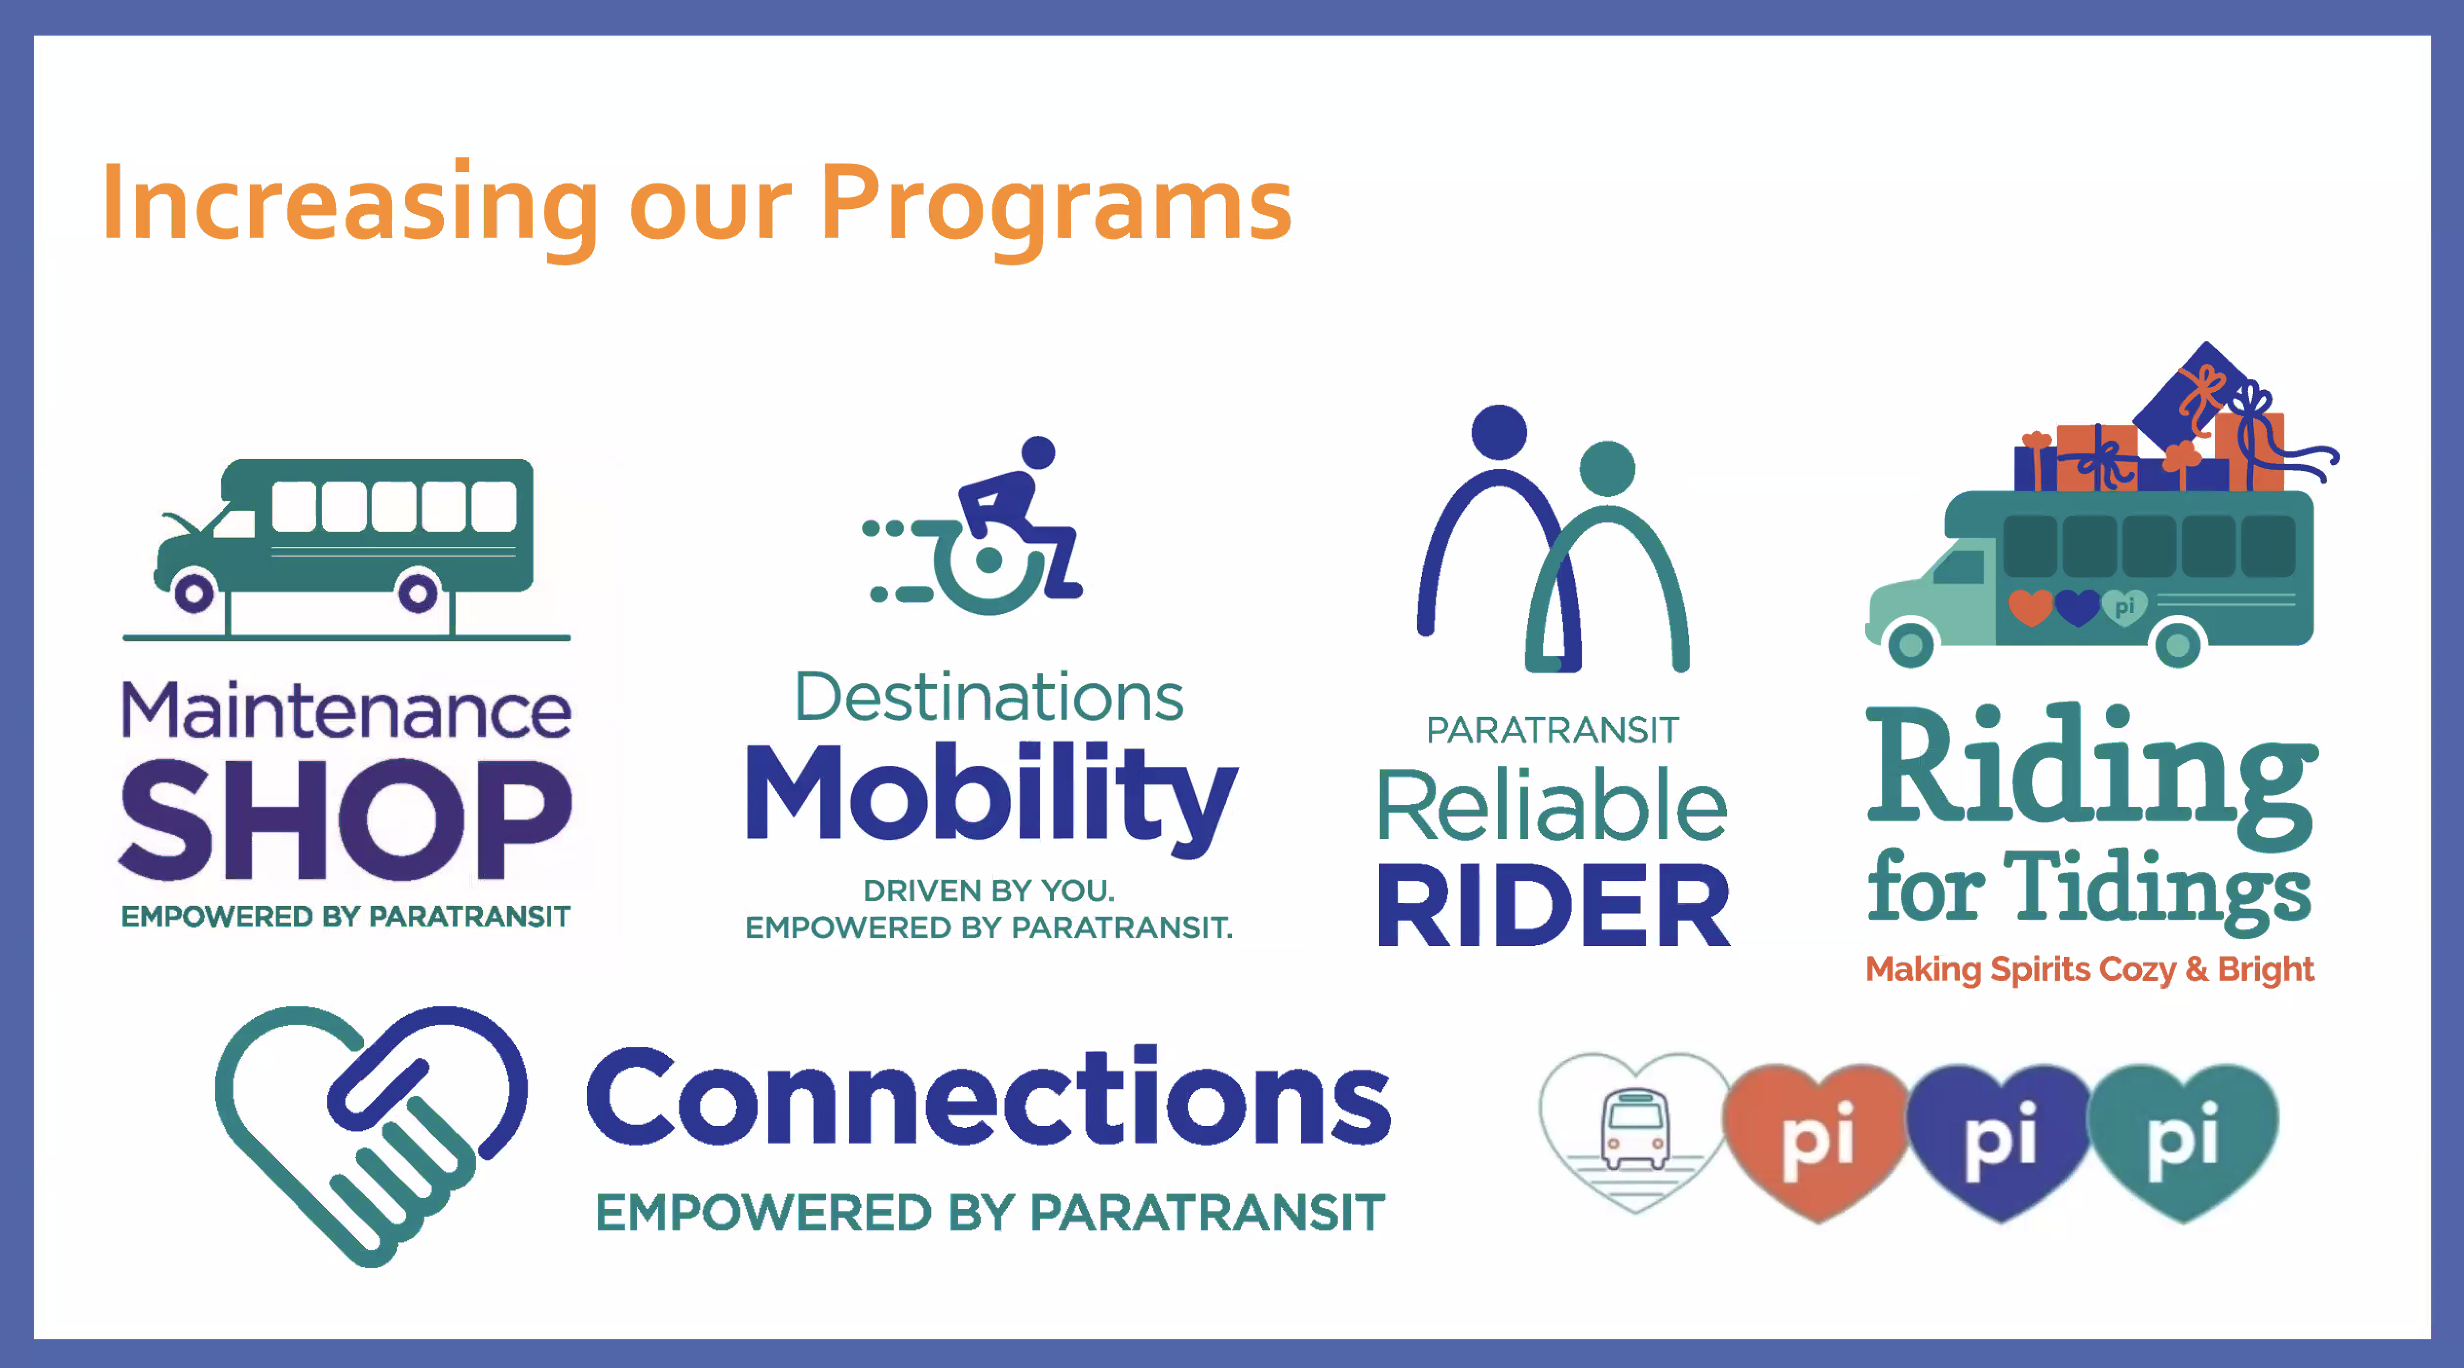 Increasing our Programs
Maintenance
SHOP
EMPOWERED BY PARATRANSIT
Destinations
Mobility
DRIVEN BY YOU.
EMPOWERED BY PARATRANSIT.
PARATRANSIT
Reliable
RIDER
pi
Riding
for Tidings
Making Spirits Cozy & Bright
Connections
EMPOWERED BY PARATRANSIT
pi pi pi